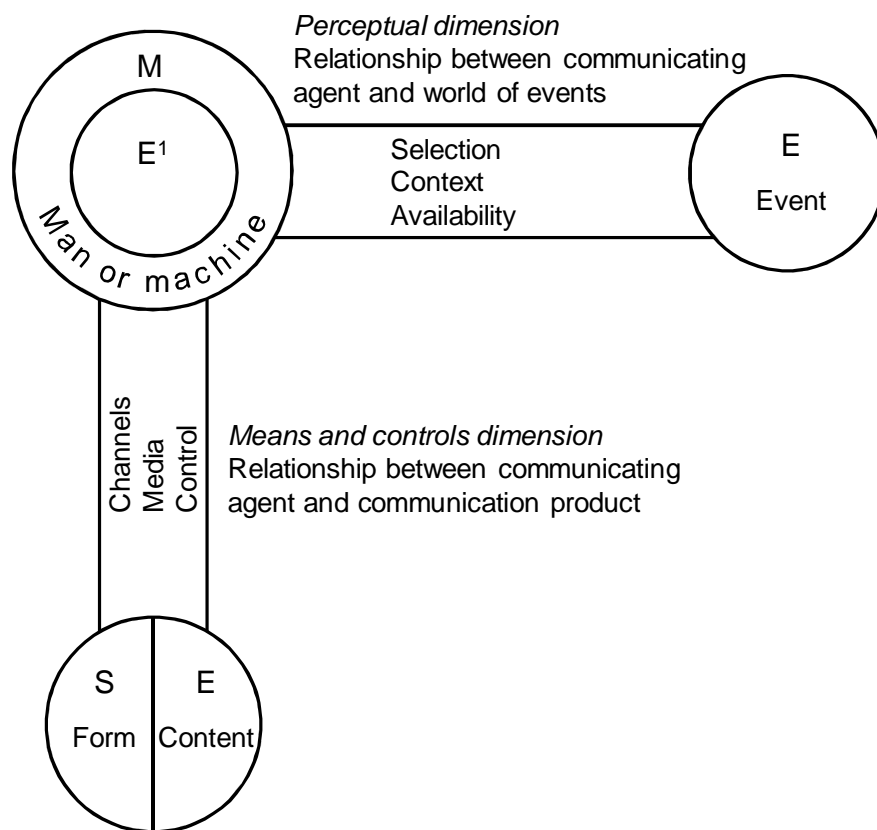 Perceptual dimension
Relationship between communicating
agent and world of events
M
E¹
Man or machine
Selection
Context
Availability
E
Event
Channels
Media
Control
Means and controls dimension
Relationship between communicating
agent and communication product
S
Form
E
Content